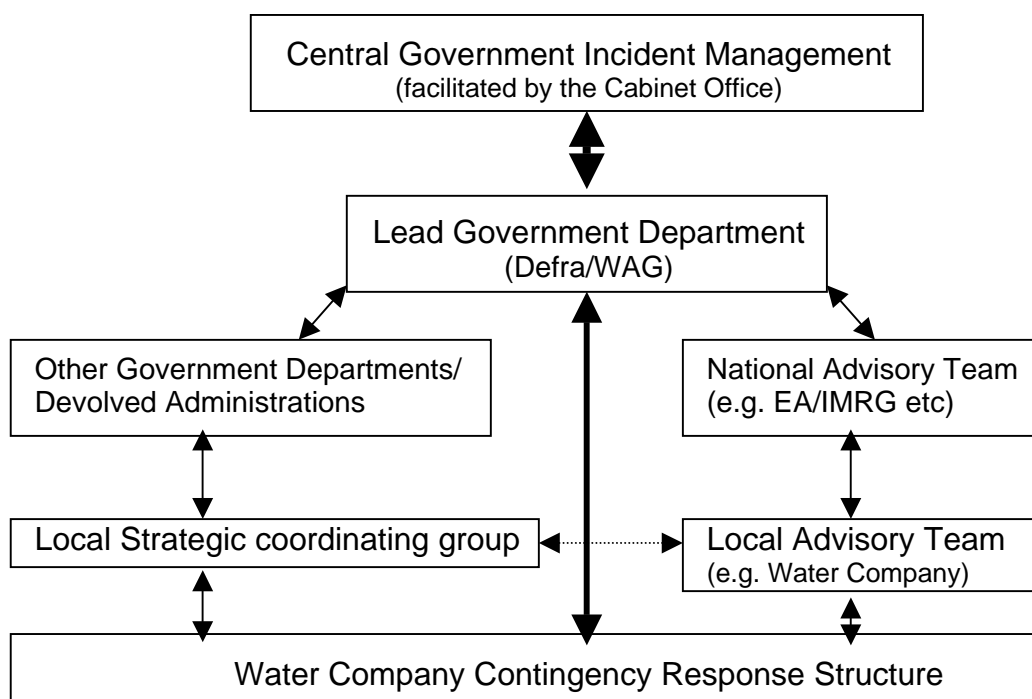 Central Government Incident Management
(facilitated by the Cabinet Office)
Lead Government Department
(Defra/WAG)
Other Government Departments/
Devolved Administrations
National Advisory Team
(e.g. EA/IMRG etc)
Local Strategic coordinating group
Local Advisory Team
(e.g. Water Company)
Water Company Contingency Response Structure